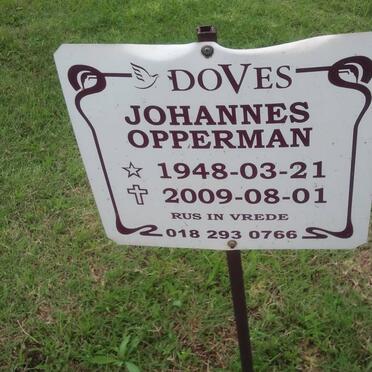 DOVES
JOHANNES
OPPERMAN
1948-03-21
2009-08-01
RUS IN VREDE
018 293 0766